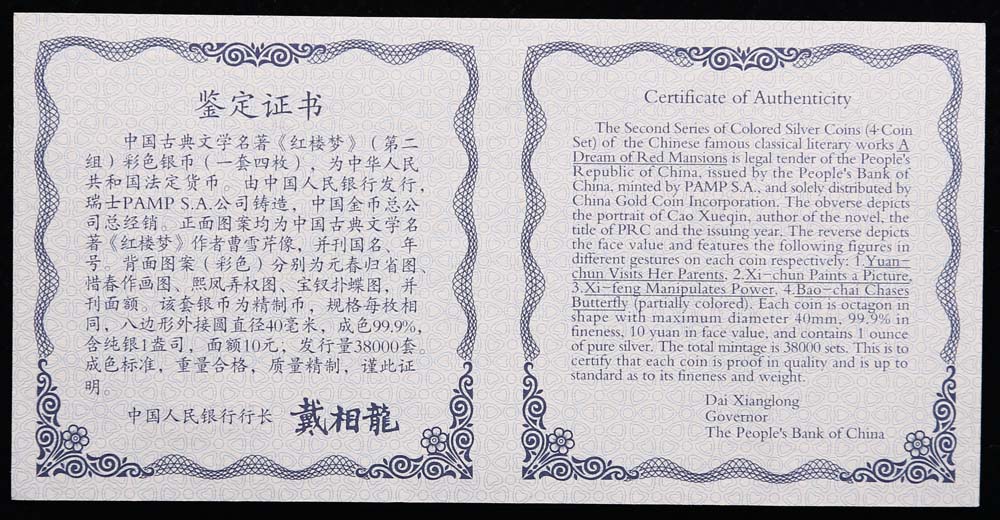 鉴定证书
中国古典文学名著《红楼梦》（第二
组）彩色银币（一套四枚），为中华人民
共和国法定货币。由中国人民银行发行，
瑞士PAMP S.A.公司铸造，中国金币总公
司总经销。正面图案均为中国古典文学名
著《红楼梦》作者曹雪芹像，并刊国名、年
号。背面图案（彩色）分别为元春归省图、
惜春作画图、熙凤弄权图、宝钗扑蝶图，并
刊面额。该套银币为精制币，规格每枚相
同，八边形外接圆直径40毫米，成色99.9%，
含纯银1盎司，面额10元；发行量38000套。
成色标准，重量合格，质量精制，谨此证
明。
中国人民银行行长 戴相龍
Certificate of Authenticity
The Second Series of Colored Silver Coins (4-Coin
Set) of the Chinese famous classical literary works A
Dream of Red Mansions is legal tender of the People's
Republic of China, issued by the People's Bank of
China, minted by PAMP S.A., and solely distributed by
China Gold Coin Incorporation. The obverse depicts
the portrait of Cao Xueqin, author of the novel, the
title of PRC and the issuing year. The reverse depicts
the face value and features the following figures in
different gestures on each coin respectively: 1.Yuan-
chun Visits Her Parents, 2.Xi-chun Paints a Picture,
3.Xi-feng Manipulates Power, 4.Bao-chai Chases
Butterfly (partially colored). Each coin is octagon in
shape with maximum diameter 40mm, 99.9% in
fineness, 10 yuan in face value, and contains 1 ounce
of pure silver. The total mintage is 38000 sets. This is to
certify that each coin is proof in quality and is up to
standard as to its fineness and weight.
Dai Xianglong
Governor
The People's Bank of China